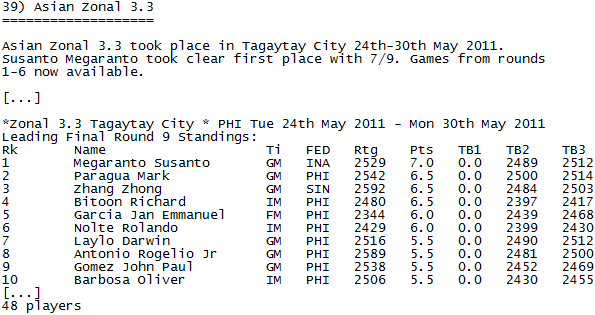 39) Asian Zonal 3.3
===================
Asian Zonal 3.3 took place in Tagaytay City 24th-30th May 2011.
Susanto Megaranto took clear first place with 7/9. Games from rounds
1-6 now available.
[...]
*Zonal 3.3 Tagaytay City * PHI Tue 24th May 2011 - Mon 30th May 2011
Leading Final Round 9 Standings:
Rk Name Ti FED Rtg Pts TB1 TB2 TB3
1 Megaranto Susanto GM INA 2529 7.0 0.0 2489 2512
2 Paragua Mark GM PHI 2542 6.5 0.0 2500 2514
3 Zhang Zhong GM SIN 2592 6.5 0.0 2484 2503
4 Bitoon Richard IM PHI 2480 6.5 0.0 2397 2417
5 Garcia Jan Emmanuel FM PHI 2344 6.0 0.0 2439 2468
6 Nolte Rolando IM PHI 2429 6.0 0.0 2399 2430
7 Laylo Darwin GM PHI 2516 5.5 0.0 2490 2512
8 Antonio Rogelio Jr GM PHI 2589 5.5 0.0 2481 2500
9 Gomez John Paul GM PHI 2538 5.5 0.0 2452 2469
10 Barbosa Oliver IM PHI 2506 5.5 0.0 2430 2455
[...]
48 players